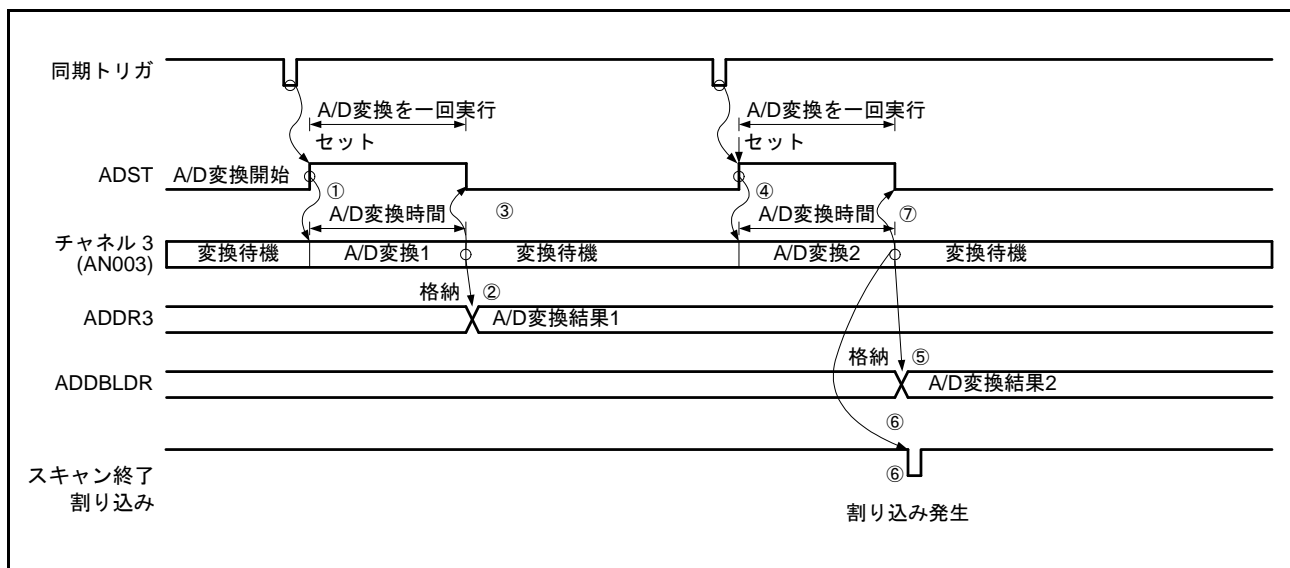 同期トリガ
A/D変換を一回実行
A/D変換を一回実行
セット
セット
ADST
A/D変換開始
①
③
④
⑦
A/D変換時間
A/D変換時間
チャネル 3
(AN003)
変換待機
A/D変換1
変換待機
A/D変換2
変換待機
格納
②
ADDR3
A/D変換結果1
格納
⑤
ADDBLDR
A/D変換結果2
⑥
スキャン終了
割り込み
⑥
割り込み発生